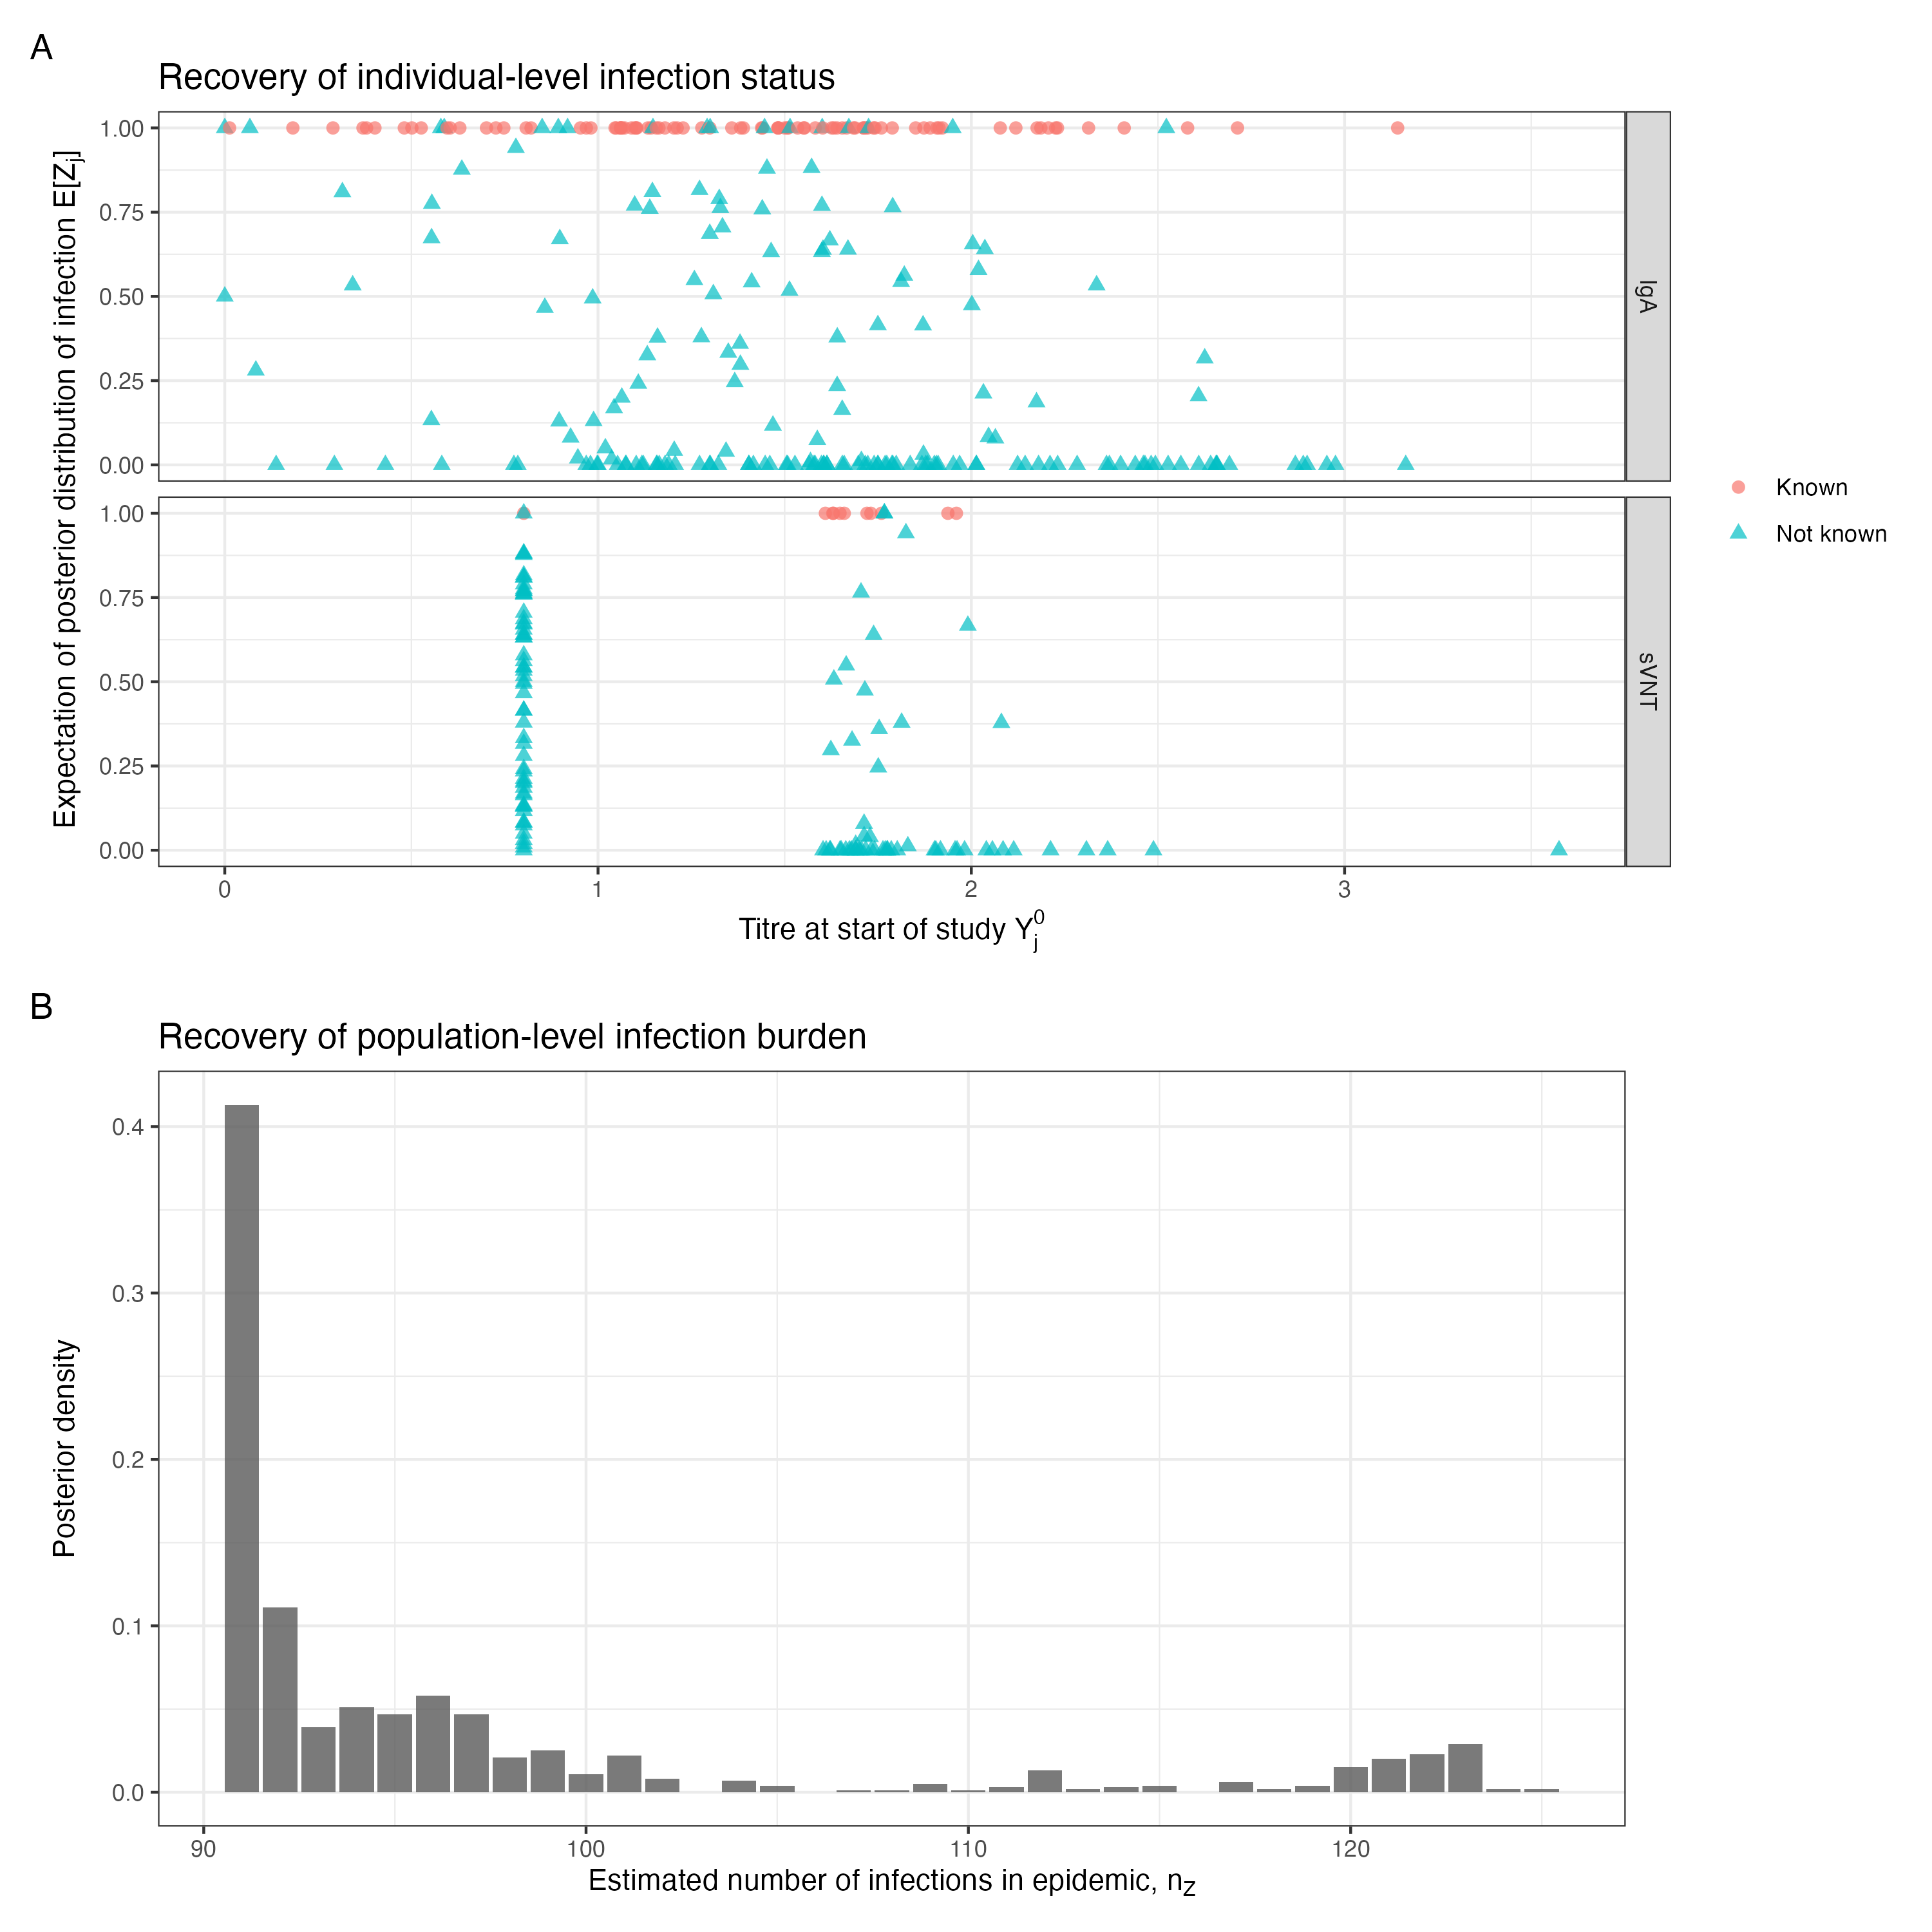 A
Recovery of individual-level infection status
Expectation of posterior distribution of infection E[Zj]
1.00
0.75
0.50
0.25
0.00
IgA
1.00
0.75
0.50
0.25
0.00
sVNT
0 1 2 3
Titre at start of study Yj0
Known
Not known
B
Recovery of population-level infection burden
Posterior density
0.4
0.3
0.2
0.1
0.0
90 100 110 120
Estimated number of infections in epidemic, nZ